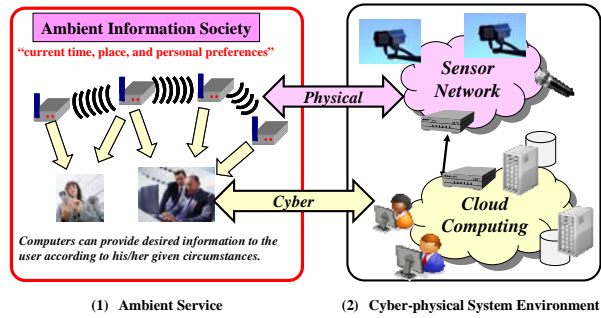 Ambient Information Society
“current time, place, and personal preferences”
Physical
Sensor
Network
Cyber
Cloud
Computing
Computers can provide desired information to the
user according to his/her given circumstances.
(1) Ambient Service
(2) Cyber-physical System Environment